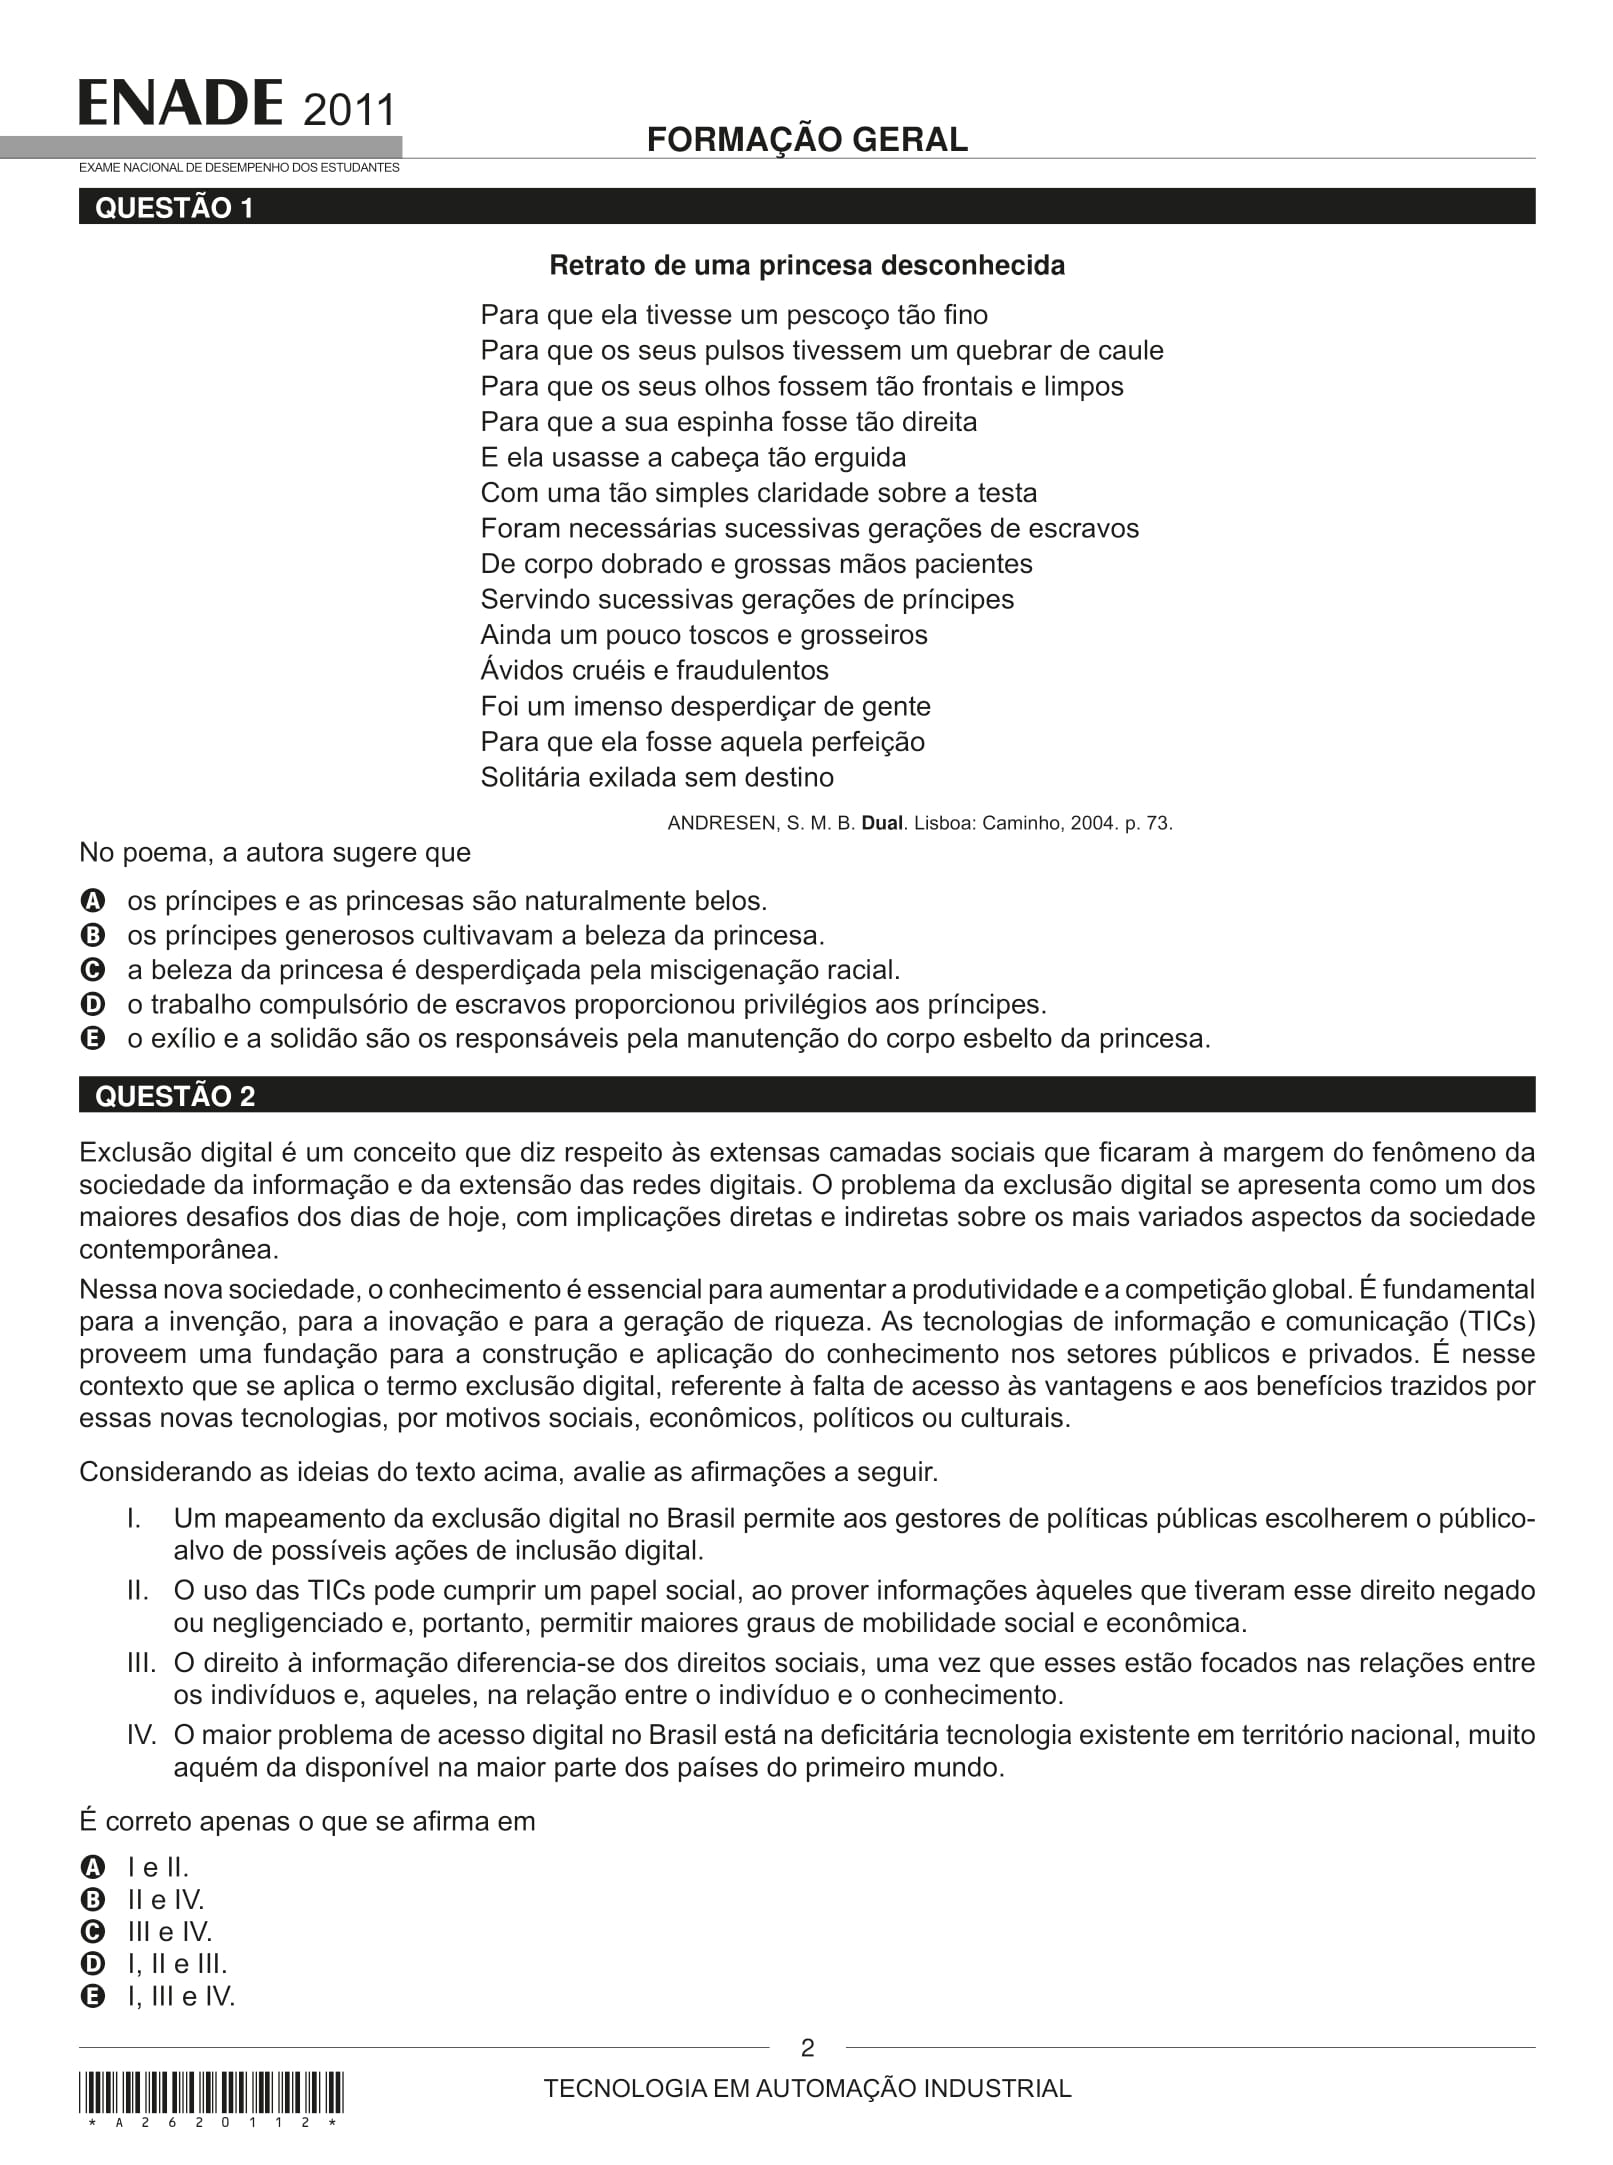 ENADE 2011
FORMAÇÃO GERAL
EXAME NACIONAL DE DESEMPENHO DOS ESTUDANTES
QUESTÃO 1
Retrato de uma princesa desconhecida
Para que ela tivesse um pescoço tão fino
Para que os seus pulsos tivessem um quebrar de caule
Para que os seus olhos fossem tão frontais e limpos
Para que a sua espinha fosse tão direita
E ela usasse a cabeça tão erguida
Com uma tão simples claridade sobre a testa
Foram necessárias sucessivas gerações de escravos
De corpo dobrado e grossas mãos pacientes
Servindo sucessivas gerações de príncipes
Ainda um pouco toscos e grosseiros
Ávidos cruéis e fraudulentos
Foi um imenso desperdiçar de gente
Para que ela fosse aquela perfeição
Solitária exilada sem destino
ANDRESEN, S. M. B. Dual. Lisboa: Caminho, 2004. p. 73.
No poema, a autora sugere que
A os príncipes e as princesas são naturalmente belos.
B os príncipes generosos cultivavam a beleza da princesa.
C a beleza da princesa é desperdiçada pela miscigenação racial.
D o trabalho compulsório de escravos proporcionou privilégios aos príncipes.
E o exílio e a solidão são os responsáveis pela manutenção do corpo esbelto da princesa.
QUESTÃO 2
Exclusão digital é um conceito que diz respeito às extensas camadas sociais que ficaram à margem do fenômeno da
sociedade da informação e da extensão das redes digitais. O problema da exclusão digital se apresenta como um dos
maiores desafios dos dias de hoje, com implicações diretas e indiretas sobre os mais variados aspectos da sociedade
contemporânea.
Nessa nova sociedade, o conhecimento é essencial para aumentar a produtividade e a competição global. É fundamental
para a invenção, para a inovação e para a geração de riqueza. As tecnologias de informação e comunicação (TICs)
proveem uma fundação para a construção e aplicação do conhecimento nos setores públicos e privados. É nesse
contexto que se aplica o termo exclusão digital, referente à falta de acesso às vantagens e aos benefícios trazidos por
essas novas tecnologias, por motivos sociais, econômicos, políticos ou culturais.
Considerando as ideias do texto acima, avalie as afirmações a seguir.
I. Um mapeamento da exclusão digital no Brasil permite aos gestores de políticas públicas escolherem o público-
alvo de possíveis ações de inclusão digital.
II. O uso das TICs pode cumprir um papel social, ao prover informações àqueles que tiveram esse direito negado
ou negligenciado e, portanto, permitir maiores graus de mobilidade social e econômica.
III. O direito à informação diferencia-se dos direitos sociais, uma vez que esses estão focados nas relações entre
os indivíduos e, aqueles, na relação entre o indivíduo e o conhecimento.
IV. O maior problema de acesso digital no Brasil está na deficitária tecnologia existente em território nacional, muito
aquém da disponível na maior parte dos países do primeiro mundo.
É correto apenas o que se afirma em
A I e II.
B II e IV.
C III e IV.
D I, II e III.
E I, III e IV.
2
TECNOLOGIA EM AUTOMAÇÃO INDUSTRIAL
* A 2 6 2 0 1 1 2 *